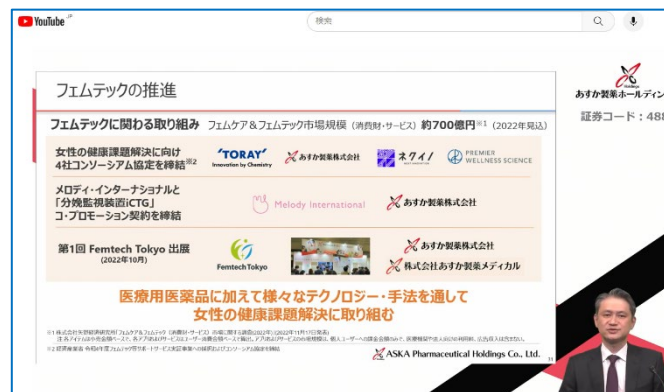 YouTube JP
検索
フェムテックの推進
あすか製薬ホールディン
証券コード：488
フェムテックに関わる取り組み フェムケア＆フェムテック市場規模（消費財・サービス）約700億円※1（2022年見込）
女性の健康課題解決に向け
4社コンソーシアム協定を締結※2
'TORAY'
Innovation by Chemistry
あすか製薬株式会社
ネクイノ
PREMIER
WELLNESS SCIENCE
メロディ・インターナショナルと
「分娩監視装置iCTG」
コ・プロモーション契約を締結
Melody International
あすか製薬株式会社
第1回 Femtech Tokyo 出展
(2022年10月)
Femtech Tokyo
あすか製薬株式会社
株式会社あすか製薬メディカル
医療用医薬品に加えて様々なテクノロジー・手法を通して
女性の健康課題解決に取り組む
ASKA Pharmaceutical Holdings Co., Ltd.